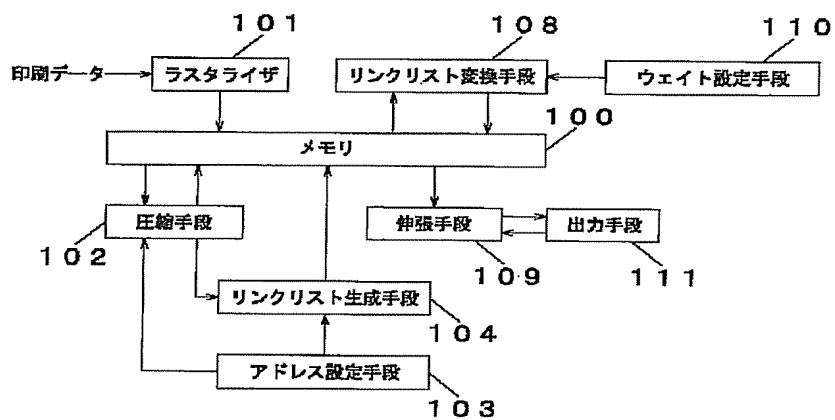 101
108
110
印刷データ
ラスタライザ
リンクリスト変換手段
ウェイト設定手段
100
メモリ
圧縮手段
伸張手段
出力手段
102
109
111
リンクリスト生成手段
104
アドレス設定手段
103